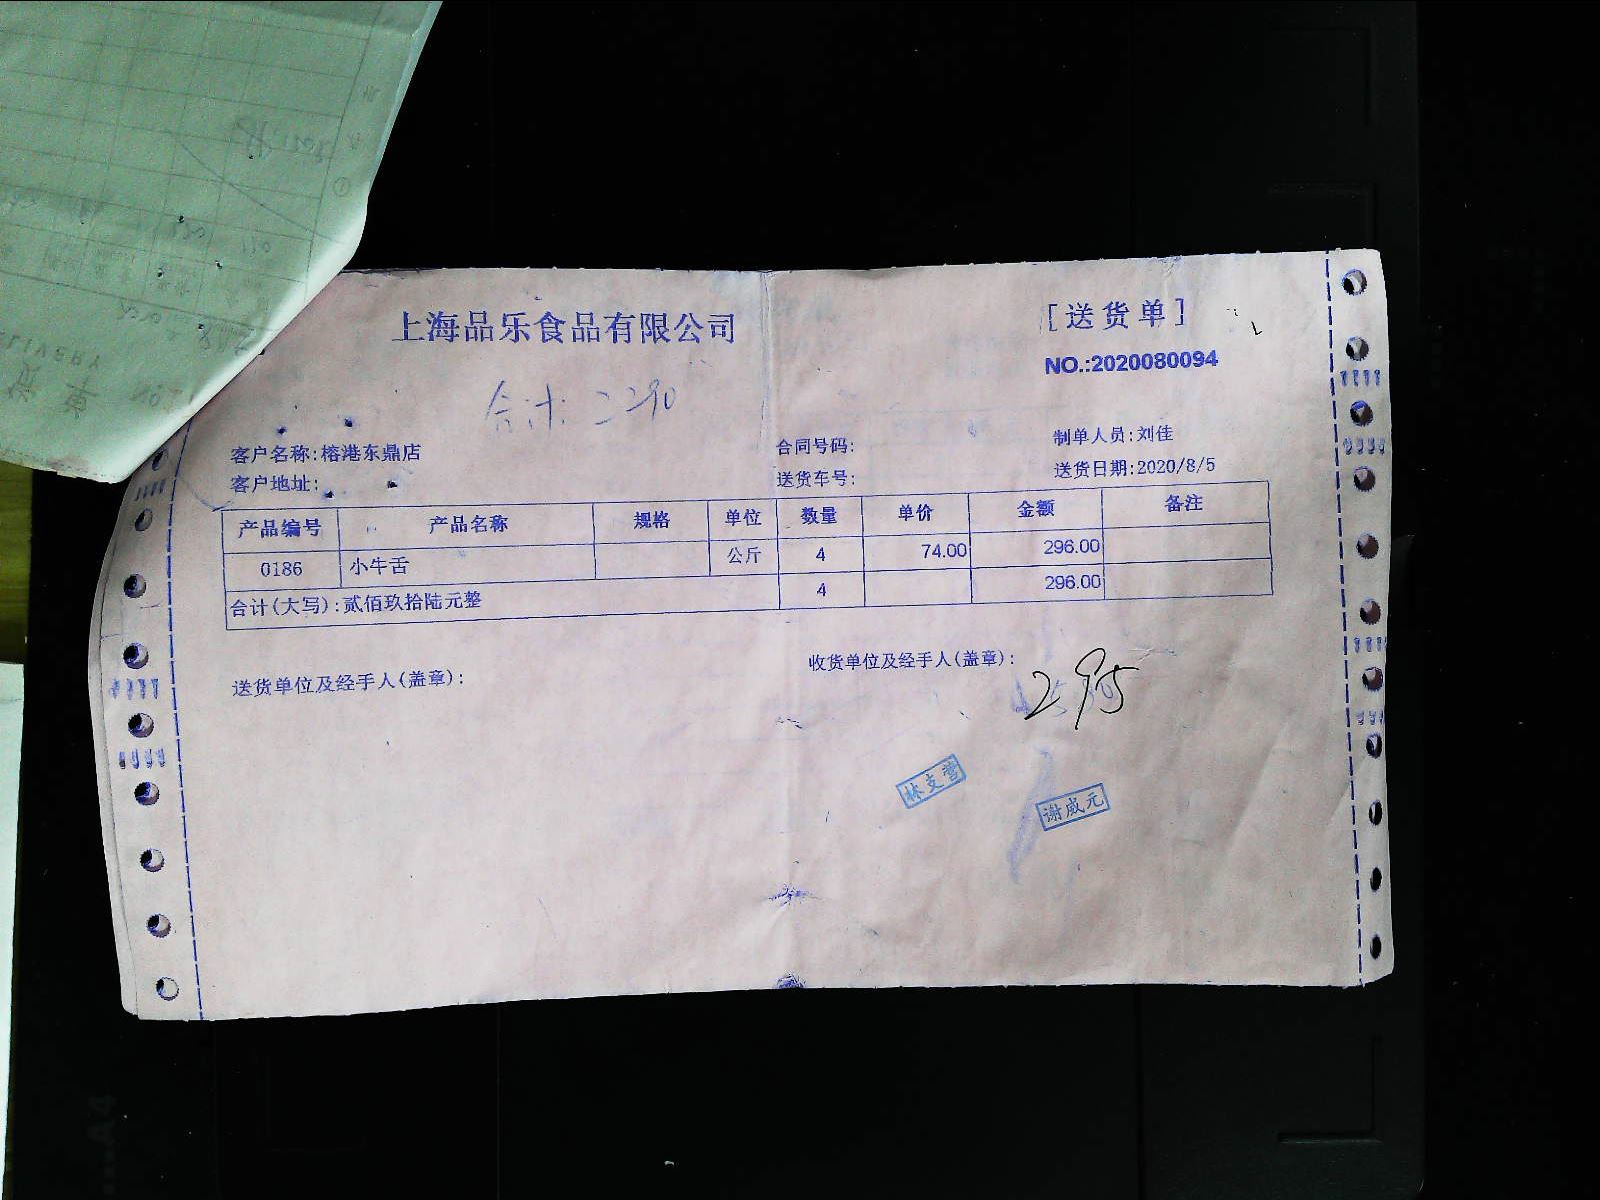 上海品乐食品有限公司
[送货单]
NO.:2020080094
合计: 2290
客户名称:榕港东鼎店
合同号码:
制单人员:刘佳
客户地址:
送货车号:
送货日期:2020/8/5
产品编号 产品名称 规格 单位 数量 单价 金额 备注
0186 小牛舌 公斤 4 74.00 296.00
合计(大写):贰佰玖拾陆元整 4 296.00
送货单位及经手人(盖章):
收货单位及经手人(盖章):
295
林支营
谢威元